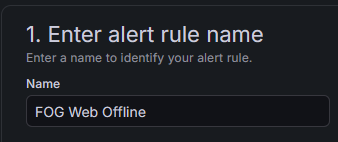 1. Enter alert rule name
Enter a name to identify your alert rule.
Name
FOG Web Offline